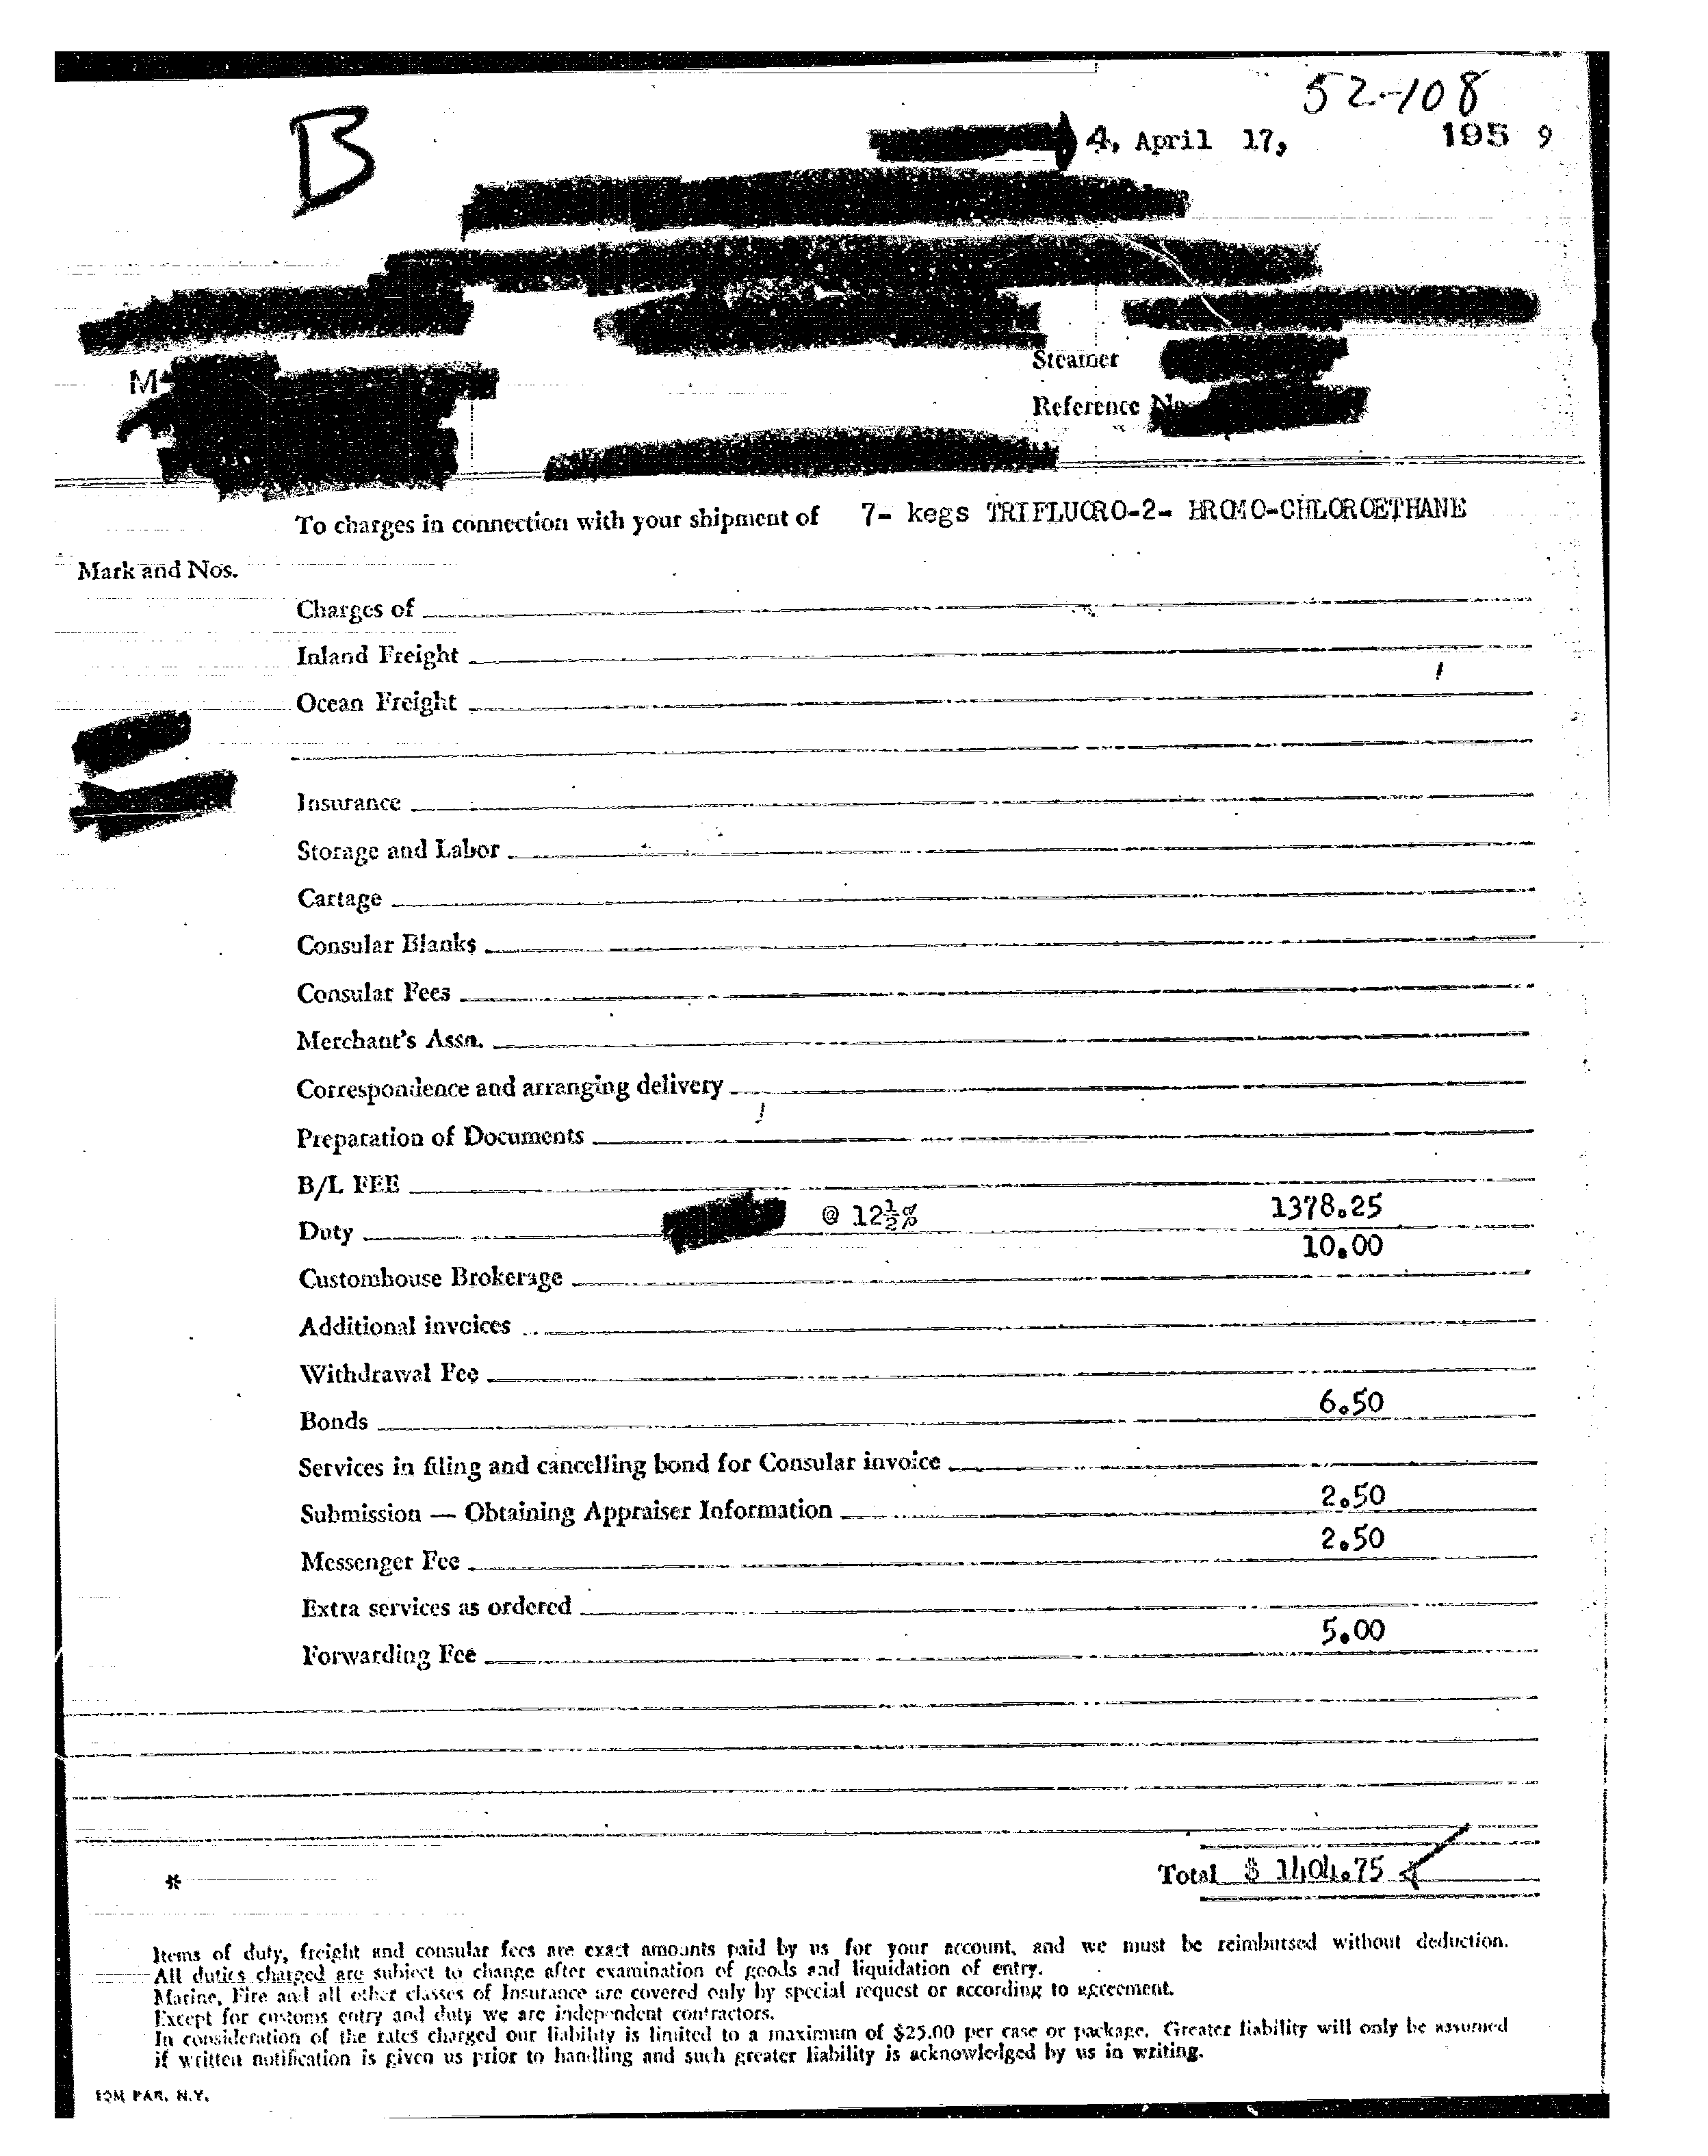 52-108
B
4, April 17, 195 9
Steamer
Reference No
To charges in connection with your shipment of 7- kegs TRIFLUORO-2- BROMO-CHLOROETHANE
Mark and Nos.
Charges of
Inland Freight
Ocean Freight
Insurance
Storage and Labor
Cartage
Consular Blanks
Consular Fees
Merchant's Assn.
Correspondence and arranging delivery
Preparation of Documents
B/L FEE
Duty @ 12½% 1378.25
Customhouse Brokerage 10.00
Additional invoices
Withdrawal Fee
Bonds 6.50
Services in filing and cancelling bond for Consular invoice
Submission — Obtaining Appraiser Information 2.50
Messenger Fee 2.50
Extra services as ordered
Forwarding Fee 5.00
* Total $ 1404.75
Items of duty, freight and consular fees are exact amounts paid by us for your account, and we must be reimbursed without deduction.
All duties charged are subject to change after examination of goods and liquidation of entry.
Marine, Fire and all other classes of Insurance are covered only by special request or according to agreement.
Except for customs entry and duty we are independent contractors.
In consideration of the rates charged our liability is limited to a maximum of $25.00 per case or package. Greater liability will only be assumed
if written notification is given us prior to handling and such greater liability is acknowledged by us in writing.
PAR. N.Y.